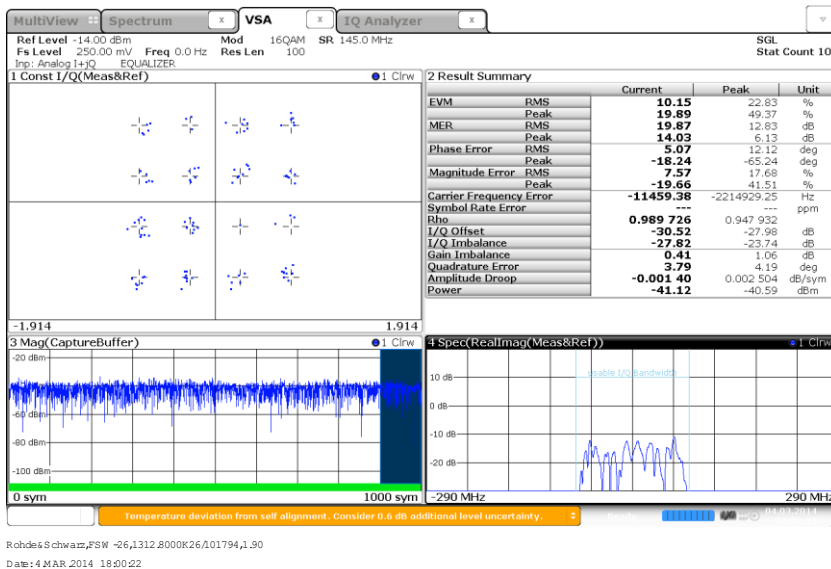 MultiView Spectrum x VSA x IQ Analyzer x
Ref Level -14.00 dBm Mod 16QAM SR 145.0 MHz SGL
Fs Level 250.00 mV Freq 0.0 Hz Res Len 100 Stat Count 10
Inp: Analog I+jQ EQUALIZER
1 Const I/Q(Meas&Ref) 1 Clrw
-1.914 1.914
2 Result Summary
Current Peak Unit
EVM RMS 10.15 22.83 %
Peak 19.89 49.37 %
MER RMS 19.87 12.83 dB
Peak 14.03 6.13 dB
Phase Error RMS 5.07 12.12 deg
Peak -18.24 -65.24 deg
Magnitude Error RMS 7.57 17.68 %
Peak -19.66 41.51 %
Carrier Frequency Error -11459.38 -2214929.25 Hz
Symbol Rate Error --- --- ppm
Rho 0.989 726 0.947 932
I/Q Offset -30.52 -27.98 dB
I/Q Imbalance -27.82 -23.74 dB
Gain Imbalance 0.41 1.06 dB
Quadrature Error 3.79 4.19 deg
Amplitude Droop -0.001 40 0.002 504 dB/sym
Power -41.12 -40.59 dBm
3 Mag(CaptureBuffer) 1 Clrw
-20 dBm
-60 dBm
-80 dBm
-100 dBm
0 sym 1000 sym
4 Spec(RealImag(Meas&Ref)) 1 Clrw
usable I/Q Bandwidth
10 dB
0 dB
-10 dB
-20 dB
-290 MHz 290 MHz
Temperature deviation from self alignment. Consider 0.6 dB additional level uncertainty.
04.03.2014
Rohde&Schwarz,FSW -26,1312.8000K26/101794,1.90
Date: 4 MAR 2014 18:00:22